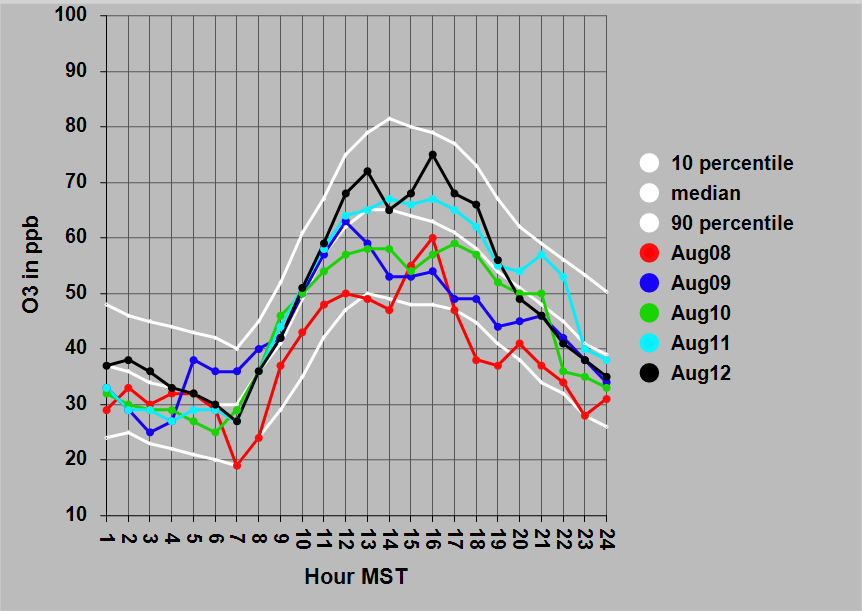 100
90
80
70
60
50
40
30
20
10
O3 in ppb
1 2 3 4 5 6 7 8 9 10 11 12 13 14 15 16 17 18 19 20 21 22 23 24
Hour MST
10 percentile
median
90 percentile
Aug08
Aug09
Aug10
Aug11
Aug12